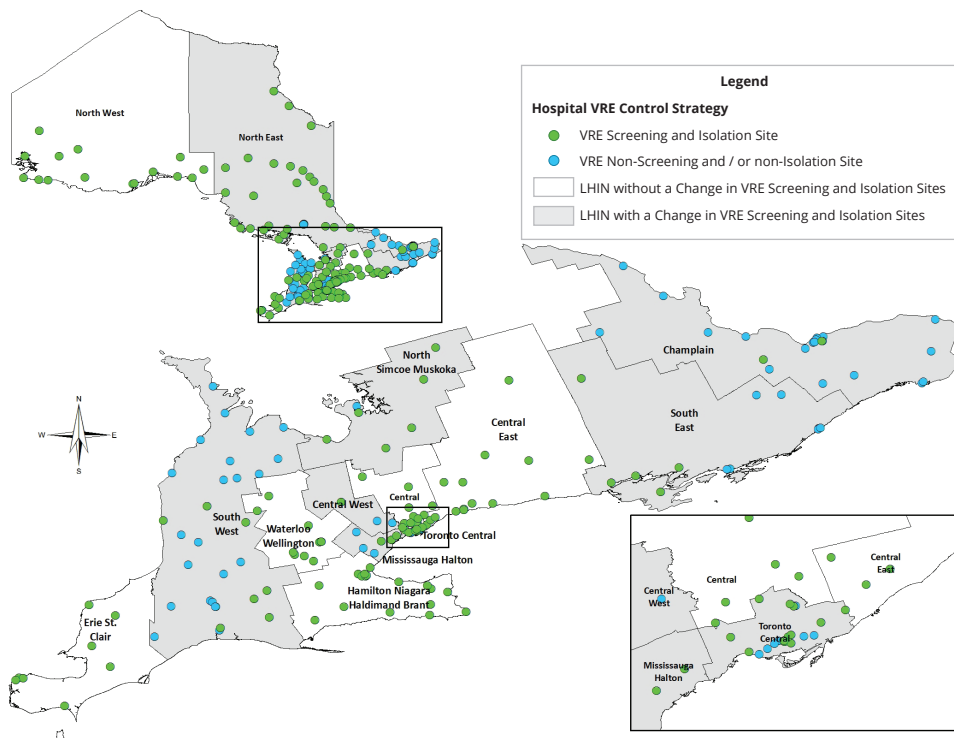 Legend
Hospital VRE Control Strategy
VRE Screening and Isolation Site
VRE Non-Screening and / or non-Isolation Site
LHIN without a Change in VRE Screening and Isolation Sites
LHIN with a Change in VRE Screening and Isolation Sites
North West
North East
North
Simcoe Muskoka
Champlain
South
East
Central
East
N
W
E
S
Central
Central West
South
West
Waterloo
Wellington
Toronto Central
Mississauga Halton
Hamilton Niagara
Haldimand Brant
Erie St.
Clair
Central
East
Central
Central
West
Toronto
Central
Mississauga
Halton